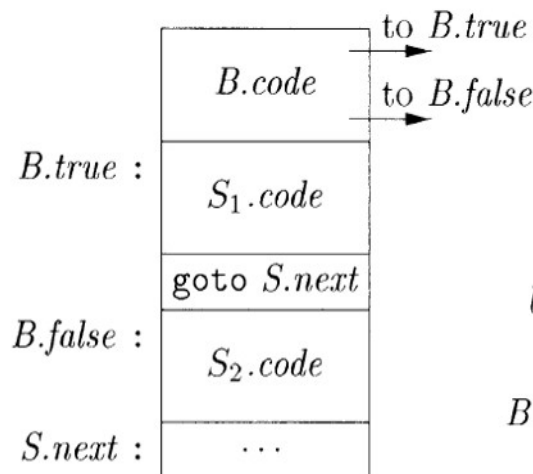 to B.true
B.code
to B.false
B.true :
S₁.code
goto S.next
B.false :
S₂.code
B
S.next :
...